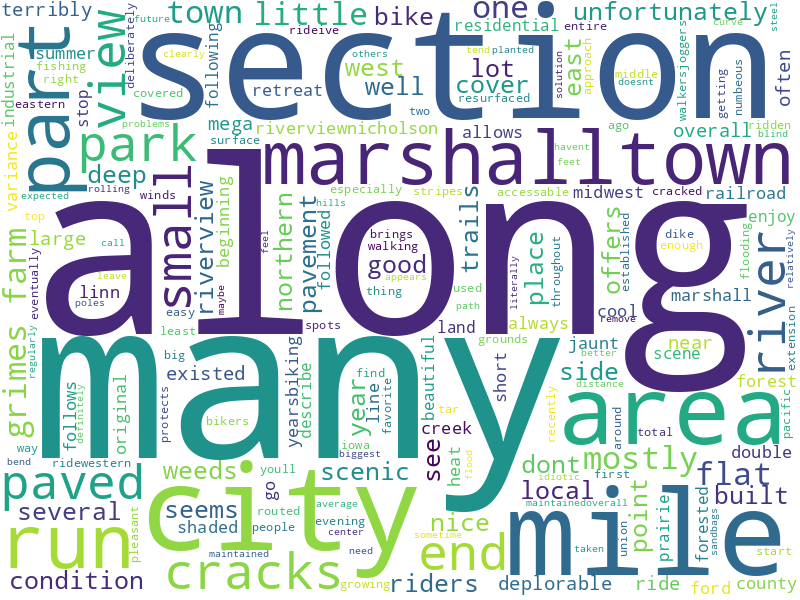 terribly
town
little
bike
one
unfortunately
future
deliberately
clearly
residential
tend
planted
curve
steel
rideive
entire
others
fishing
summer
right
view
industrial
variance
part
section
following
west
east
lot
cover
well
middle
doesnt
solution
approach
walkersjoggers
getting
numbeous
often
eastern
stop
covered
retreat
two
resurfaced
problems
park
mega
surface
riverviewnicholson
allows
ago
overall
ridden
havent
feet
blind
marshalltown
deep
expected
rolling
winds
top
call
hills
especially
stripes
accessable
midwest
cracked
railroad
large
small
riverview
beginning
northern
pavement
followed
trails
brings
walking
good
thing
used
path
appears
feel
maybe
linn
poles
leave
eventually
grimes farm
along
place
offers
established
throughout
literally
dike
enough
flooding
enjoy
river
relatively
marshall
cool
remove
always
land
spots
easy
least
grounds
near
scene
jaunt
better
distance
side
forest
extension
pacific
regularly
way
follows
original
big
existed
protects
yearsbiking
describe
year
line
find
favorite
beautiful
short
many
area
bend
definitely
ridewestern
bikers
iowa
biggest
scenic
see
creek
heat
tar
recently
around
total
double
dont
mostly
flat
paved
weeds
go
youll
idiotic
first
local
maintainedoverall
built
several
seems
shaded
people
routed
average
evening
center
flood
nice
point
prairie
forested
union
sandbags
run
city
mile
pleasant
maintained
need
sometime
end
taken
start
condition
cracks
growing
riders
deplorable
ride
ford
county